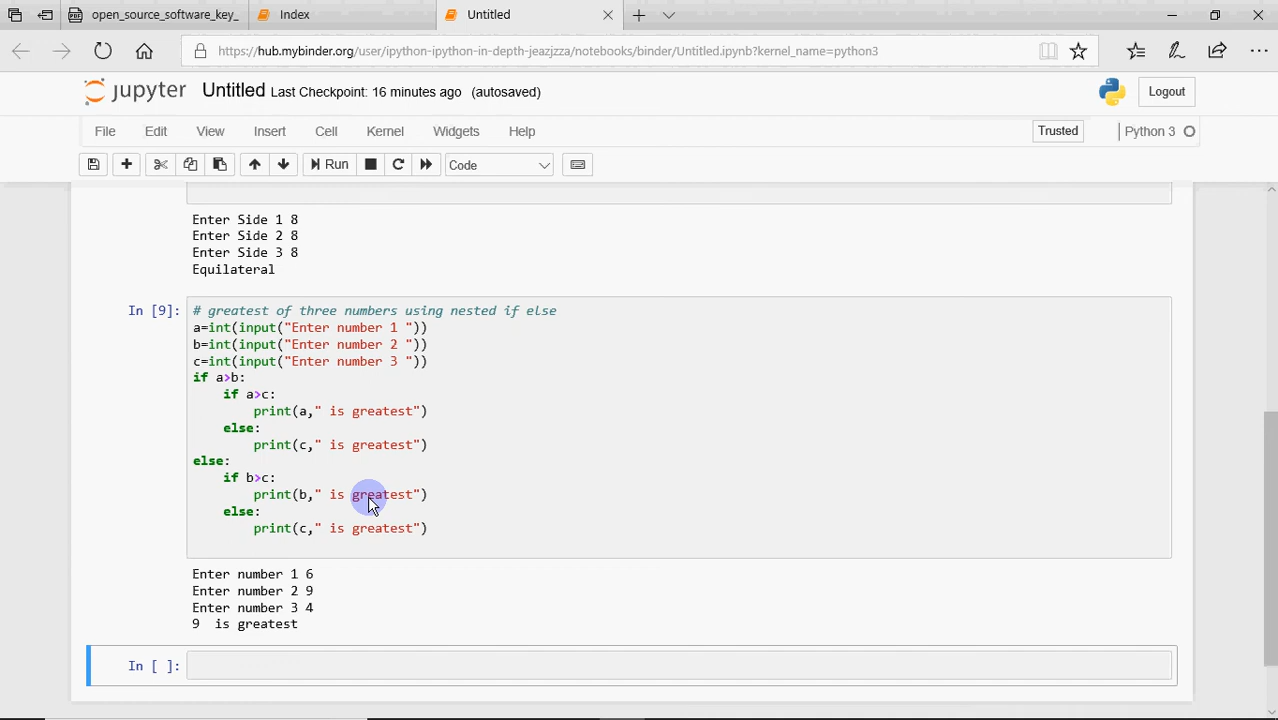 open_source_software_key_
Index
Untitled
https://hub.mybinder.org/user/ipython-ipython-in-depth-jeazjzza/notebooks/binder/Untitled.ipynb?kernel_name=python3
jupyter Untitled Last Checkpoint: 16 minutes ago (autosaved)
Logout
File Edit View Insert Cell Kernel Widgets Help
Trusted
Python 3
Run
Code
Enter Side 1 8
Enter Side 2 8
Enter Side 3 8
Equilateral
In [9]:
# greatest of three numbers using nested if else
a=int(input("Enter number 1 "))
b=int(input("Enter number 2 "))
c=int(input("Enter number 3 "))
if a>b:
    if a>c:
        print(a," is greatest")
    else:
        print(c," is greatest")
else:
    if b>c:
        print(b," is greatest")
    else:
        print(c," is greatest")
Enter number 1 6
Enter number 2 9
Enter number 3 4
9  is greatest
In [ ]: